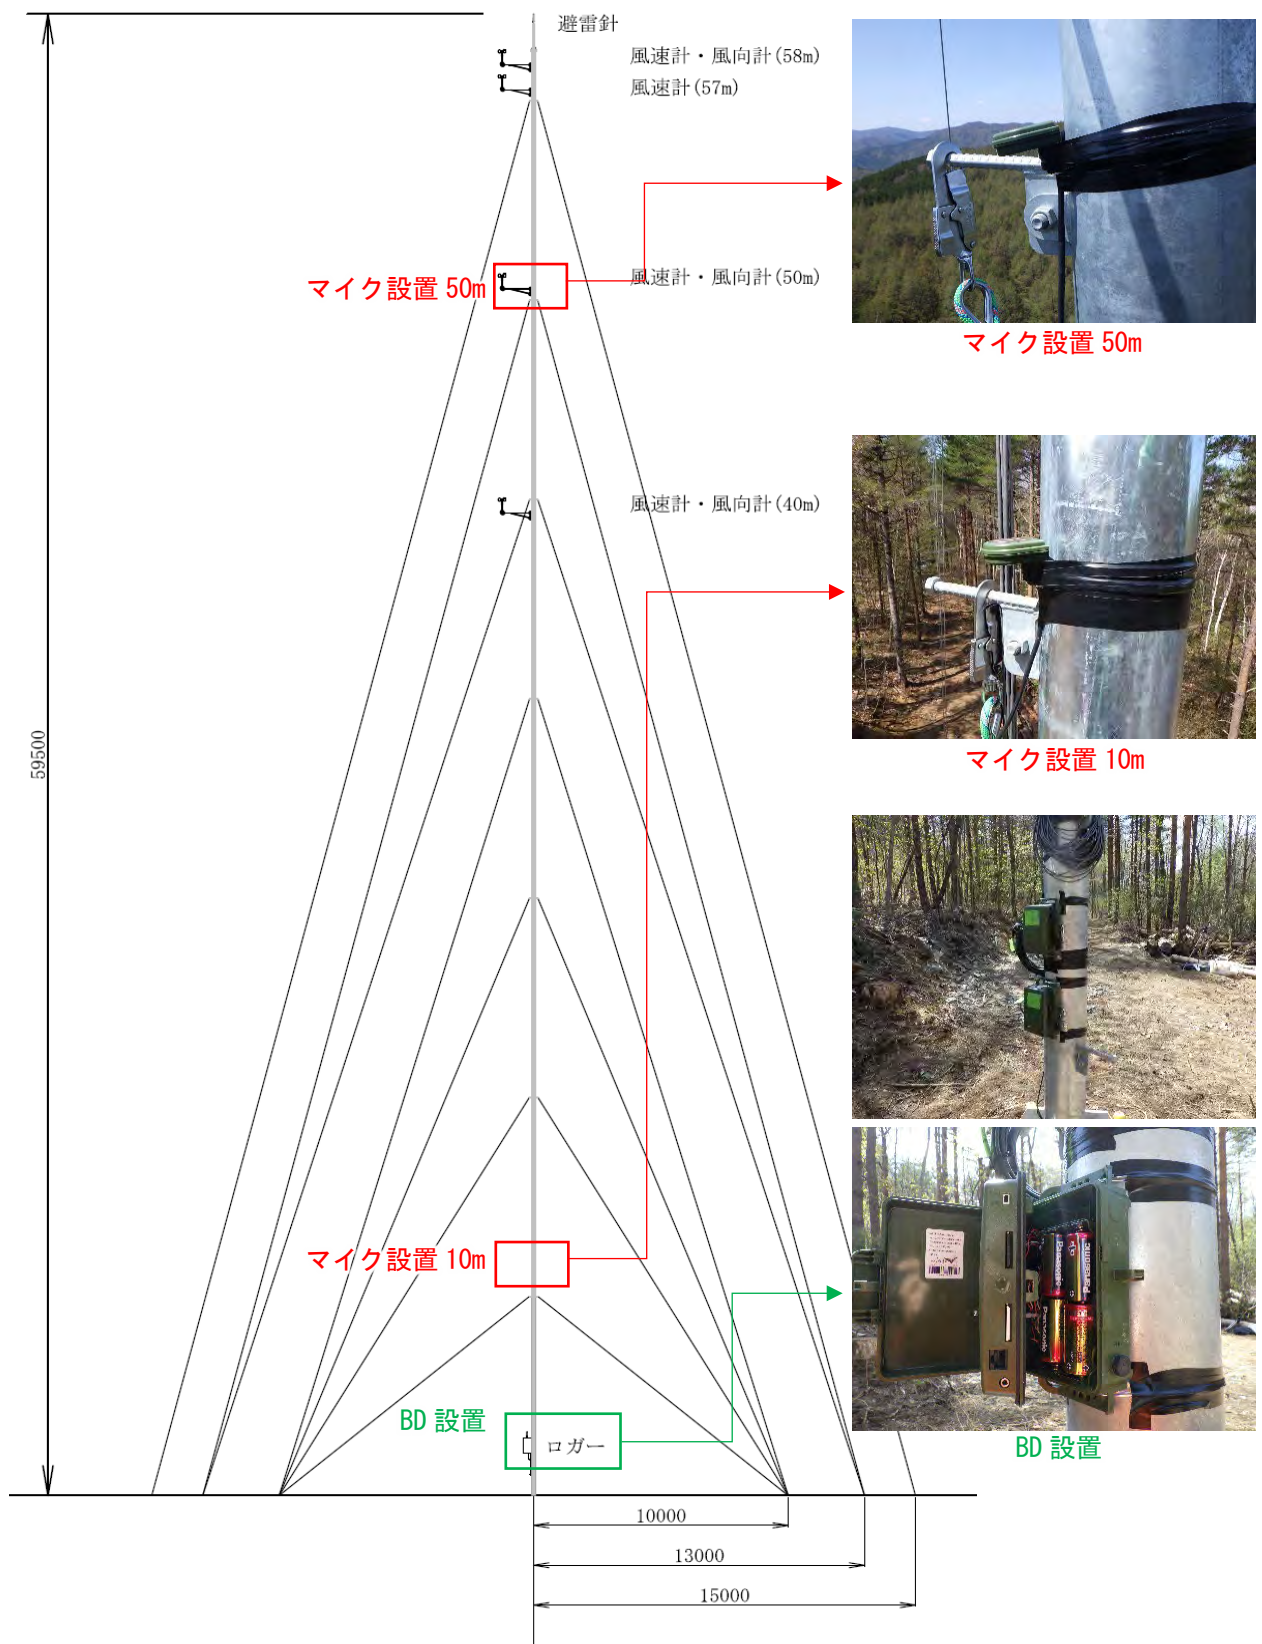 避雷針
風速計・風向計(58m)
風速計(57m)
マイク設置 50m
風速計・風向計(50m)
マイク設置 50m
風速計・風向計(40m)
マイク設置 10m
59500
マイク設置 10m
BD 設置
ロガー
Panasonic
Panasonic
Panasonic
BD 設置
10000
13000
15000